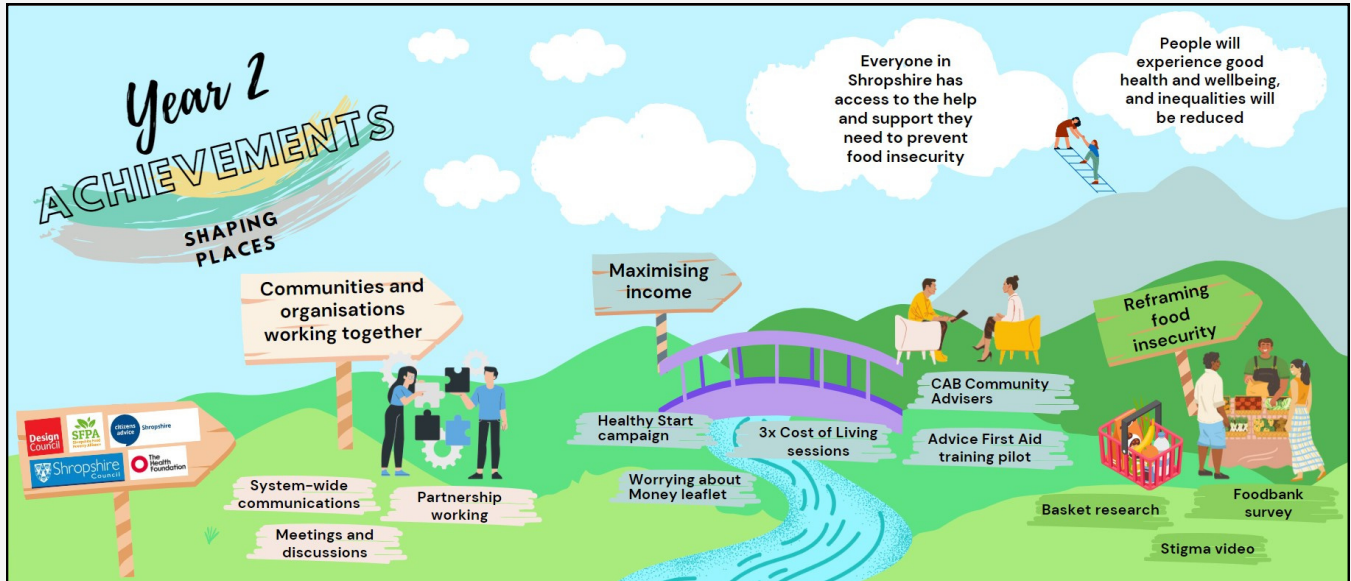 Year 2
ACHIEVEMENTS
SHAPING
PLACES
Everyone in
Shropshire has
access to the help
and support they
need to prevent
food insecurity
People will
experience good
health and wellbeing,
and inequalities will
be reduced
Communities and
organisations
working together
Maximising
income
Reframing
food
insecurity
Design
Council
SFPA
citizens
advice
Shropshire
Shropshire
Council
The
Health
Foundation
System-wide
communications
Partnership
working
Meetings and
discussions
Healthy Start
campaign
3x Cost of Living
sessions
Worrying about
Money leaflet
CAB Community
Advisers
Advice First Aid
training pilot
Basket research
Foodbank
survey
Stigma video